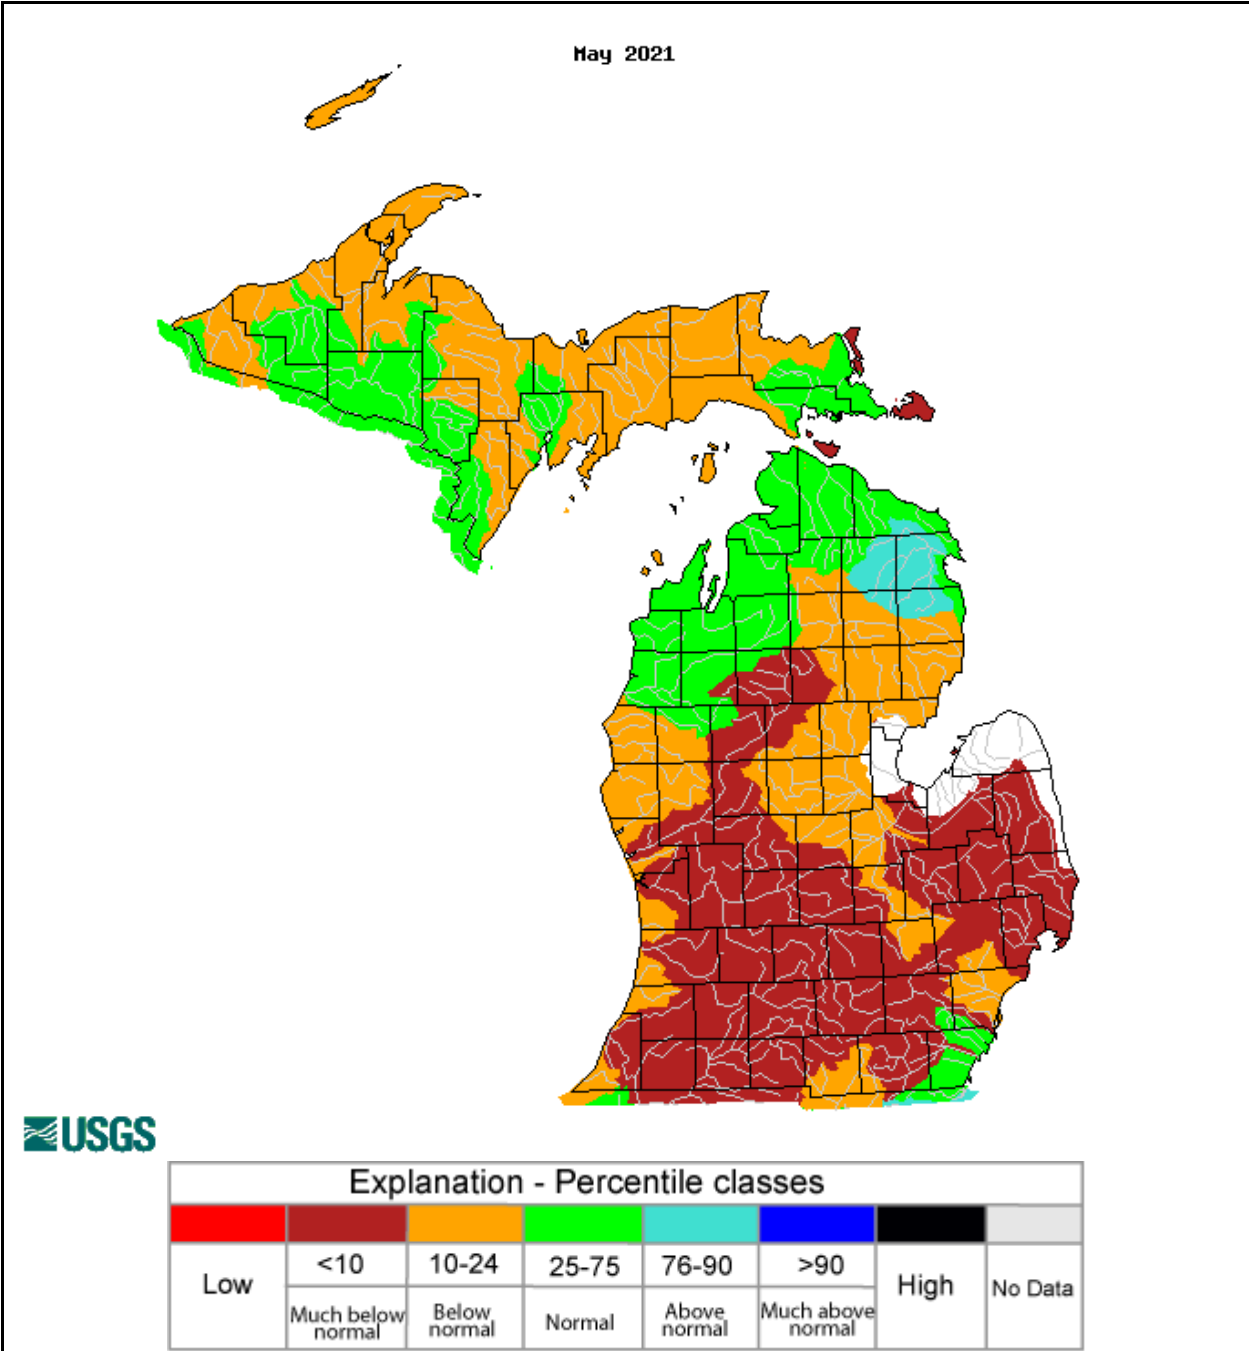 May 2021
USGS
Explanation - Percentile classes
Low
<10
10-24
25-75
76-90
>90
High
No Data
Much below
normal
Below
normal
Normal
Above
normal
Much above
normal